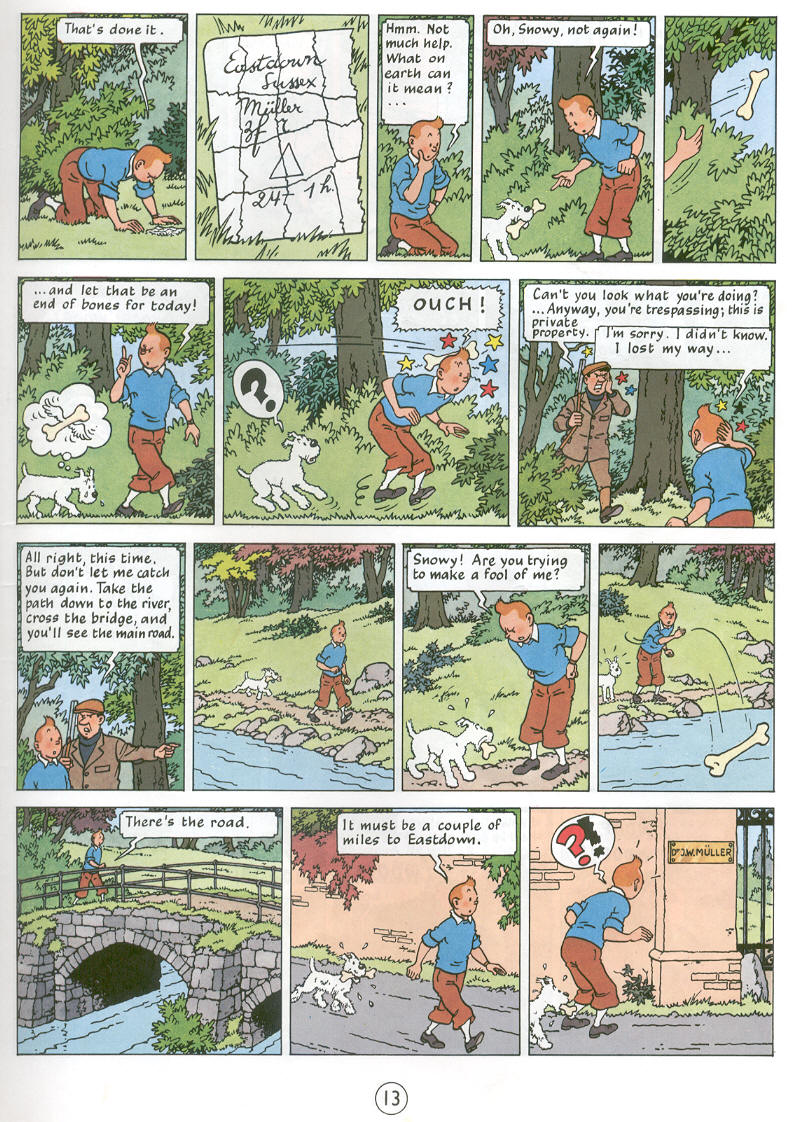 That's done it.
Eastdown
Sussex
Müller
24 - 1 h.
Hmm. Not
much help.
What on
earth can
it mean?
...
Oh, Snowy, not again!
...and let that be an
end of bones for today!
?
OUCH!
Can't you look what you're doing?
...Anyway, you're trespassing; this is
private
property.
I'm sorry. I didn't know.
I lost my way...
All right, this time.
But don't let me catch
you again. Take the
path down to the river,
cross the bridge, and
you'll see the main road.
Snowy! Are you trying
to make a fool of me?
There's the road.
It must be a couple of
miles to Eastdown.
?!
Dr J.W. MÜLLER
13